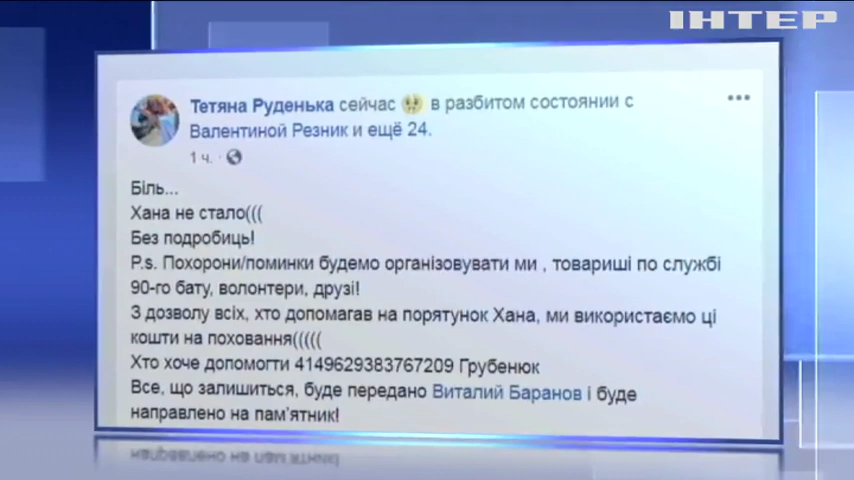 ІНТЕР
Тетяна Руденька сейчас 🥺 в разбитом состоянии с
Валентиной Резник и ещё 24.
1 ч. ·
Біль...
Хана не стало(((
Без подробиць!
P.s. Похорони/поминки будемо організовувати ми , товариші по службі
90-го бату, волонтери, друзі!
З дозволу всіх, хто допомагав на порятунок Хана, ми використаємо ці
кошти на поховання(((((
Хто хоче допомогти 4149629383767209 Грубенюк
Все, що залишиться, буде передано Виталий Баранов і буде
направлено на пам'ятник!